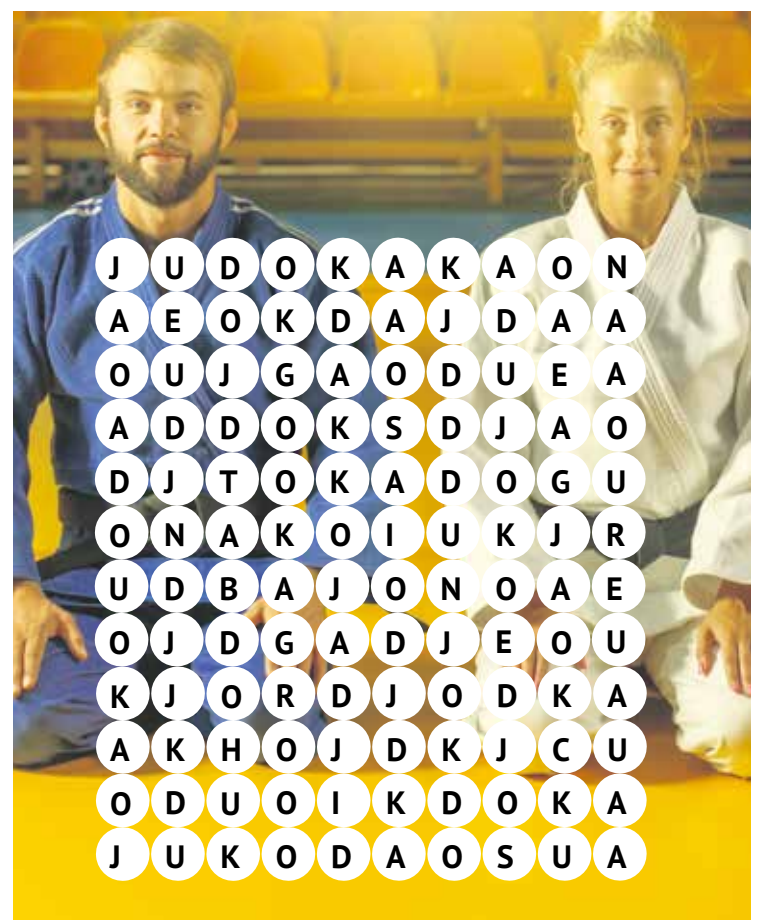 J U D O K A K A O N
A E O K D A J D A A
O U J G A O D U E A
A D D O K S D J A O
D J T O K A D O G U
O N A K O I U K J R
U D B A J O N O A E
O J D G A D J E O U
K J O R D J O D K A
A K H O J D K J C U
O D U O I K D O K A
J U K O D A O S U A